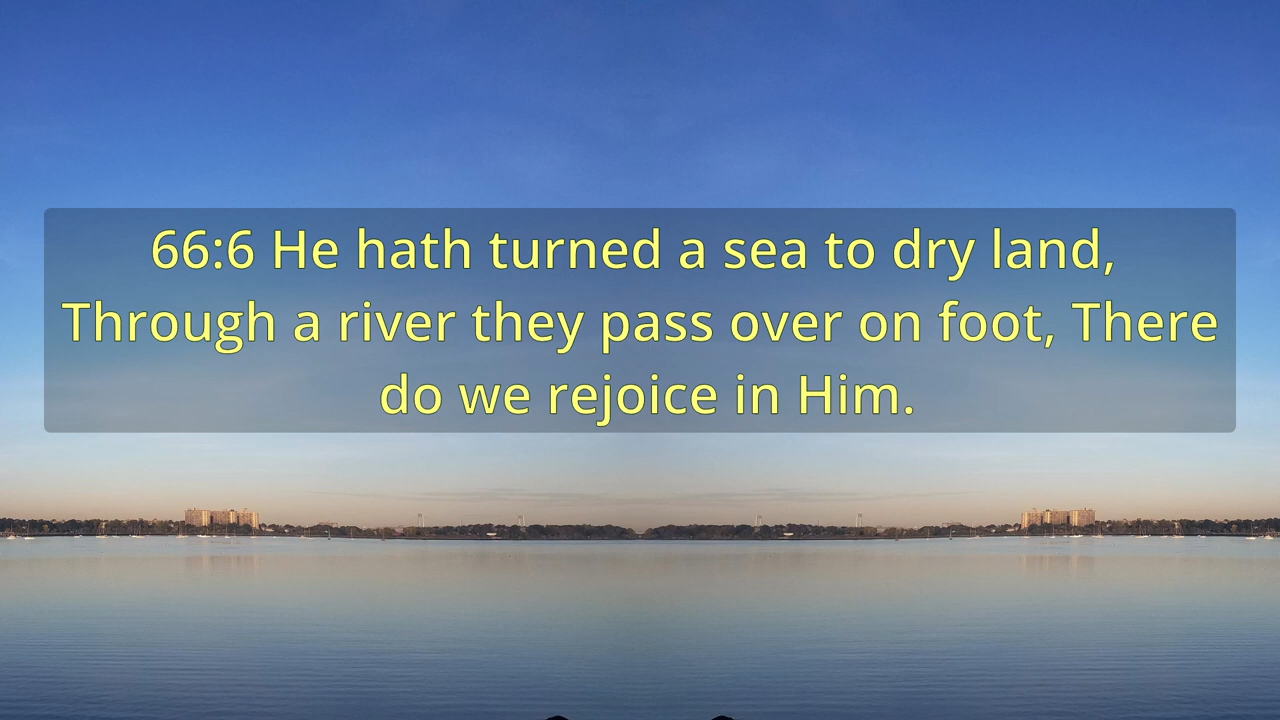 66:6 He hath turned a sea to dry land,
Through a river they pass over on foot, There
do we rejoice in Him.